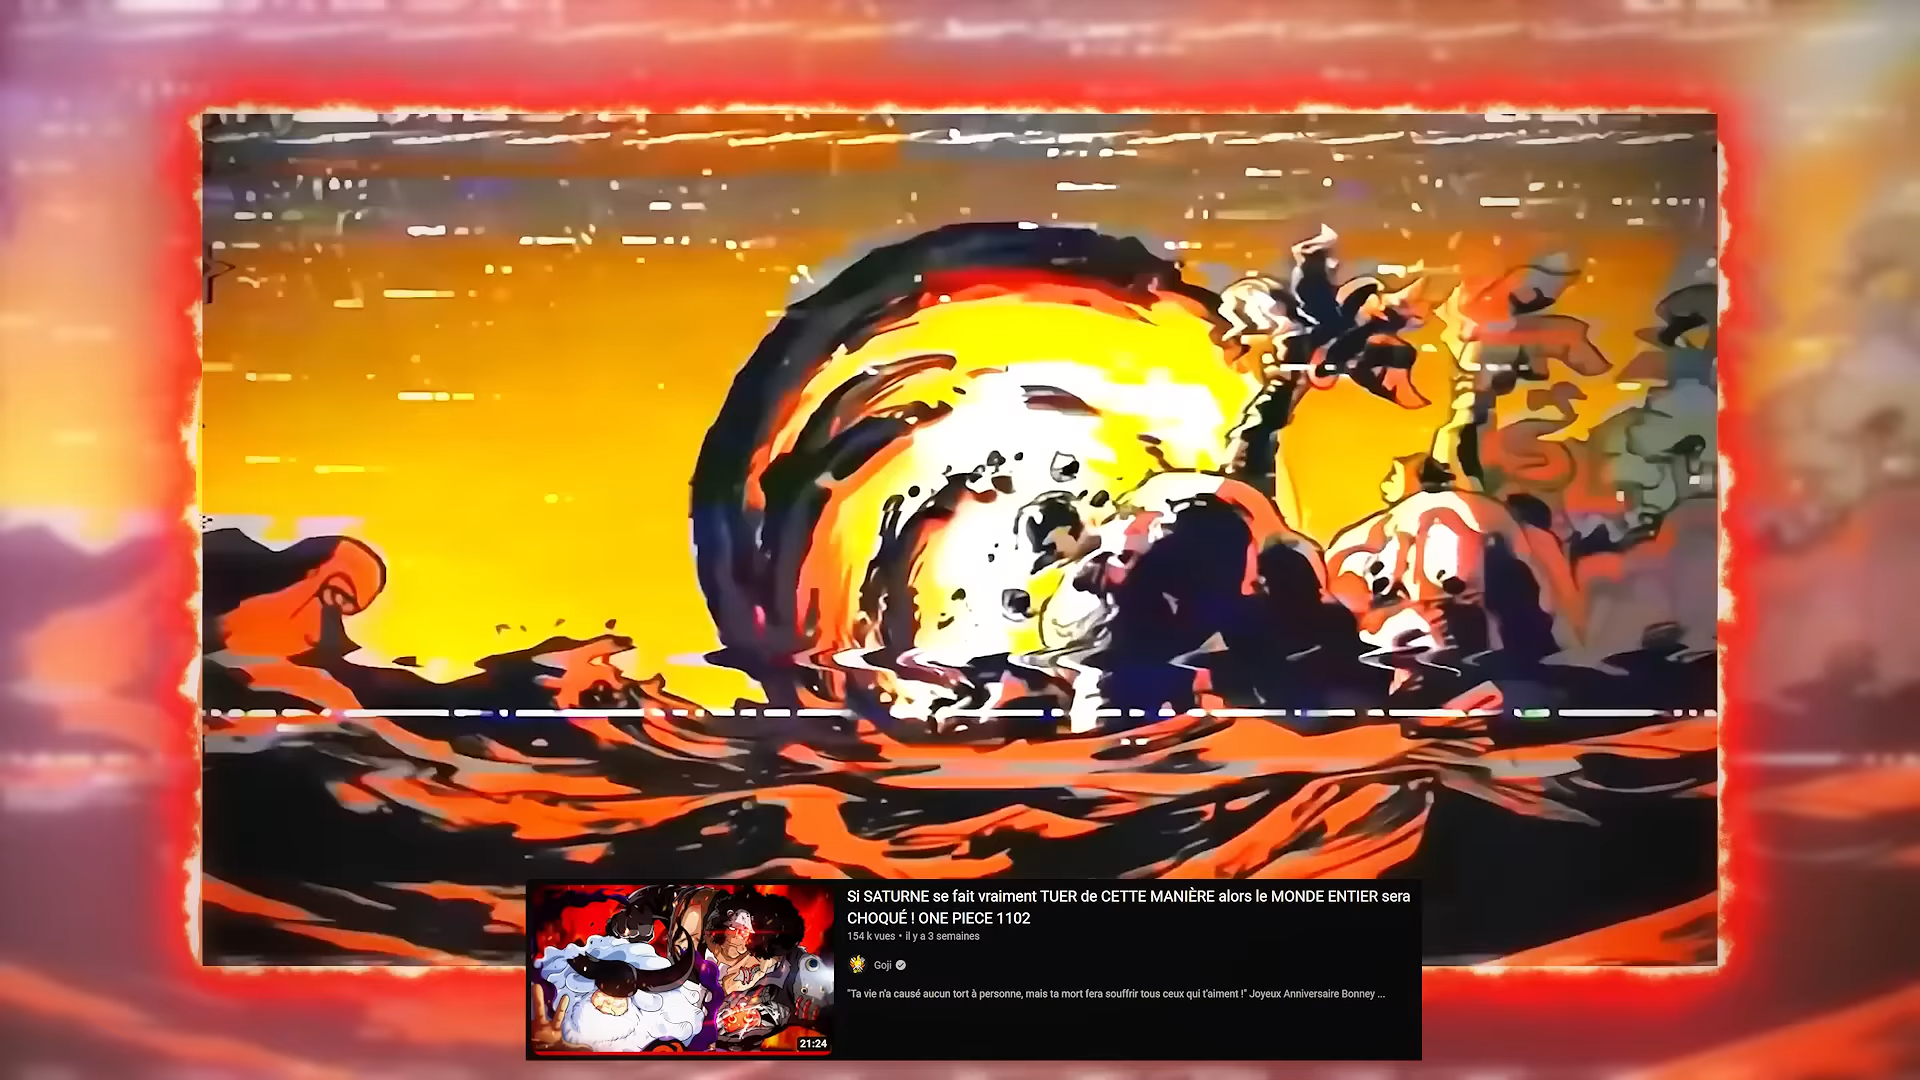 Si SATURNE se fait vraiment TUER de CETTE MANIÈRE alors le MONDE ENTIER sera
CHOQUÉ ! ONE PIECE 1102
154 k vues • il y a 3 semaines
Goji
"Ta vie n'a causé aucun tort à personne, mais ta mort fera souffrir tous ceux qui t'aiment !" Joyeux Anniversaire Bonney ...
21:24